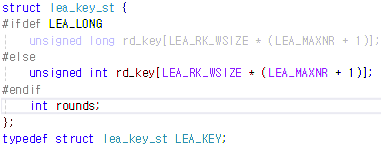 struct lea_key_st {
#ifdef LEA_LONG
    unsigned long rd_key[LEA_RK_WSIZE * (LEA_MAXNR + 1)];
#else
    unsigned int rd_key[LEA_RK_WSIZE * (LEA_MAXNR + 1)];
#endif
    int rounds;
};
typedef struct lea_key_st LEA_KEY;